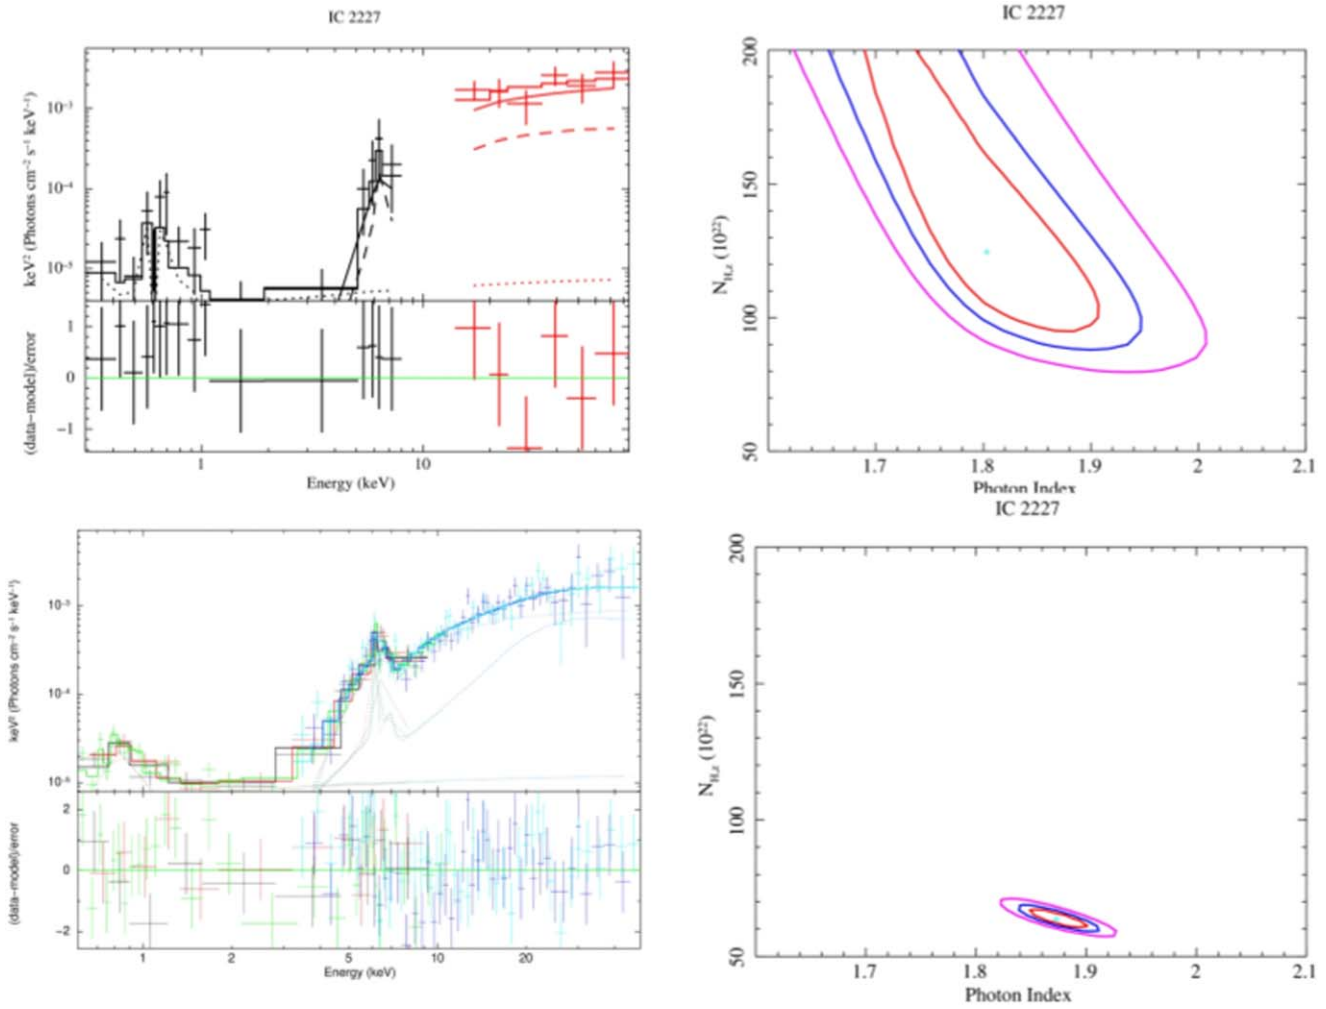 IC 2227
keV² (Photons cm⁻² s⁻¹ keV⁻¹)
10⁻³
10⁻⁴
10⁻⁵
(data−model)/error
1
0
−1
1 10
Energy (keV)
IC 2227
N_H,z (10²²)
200
150
100
50
1.7 1.8 1.9 2 2.1
Photon Index
keV² (Photons cm⁻² s⁻¹ keV⁻¹)
10⁻³
10⁻⁴
10⁻⁵
(data−model)/error
2
0
−2
1 2 5 10 20
Energy (keV)
IC 2227
N_H,z (10²²)
200
150
100
50
1.7 1.8 1.9 2 2.1
Photon Index